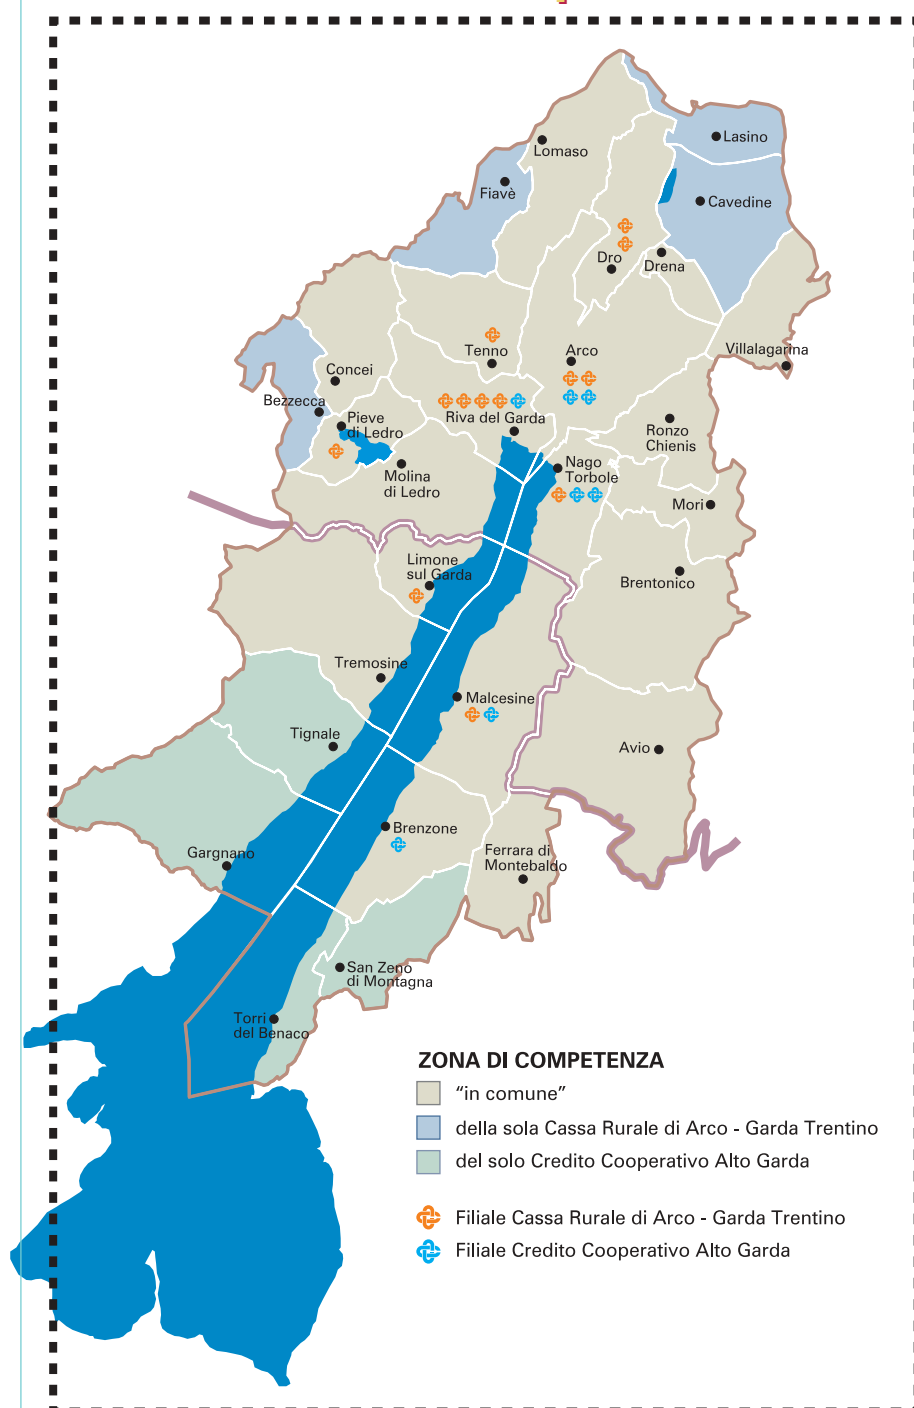 Lasino
Lomaso
Fiavè
Cavedine
Dro
Drena
Tenno
Arco
Villalagarina
Concei
Bezzecca
Pieve
di Ledro
Riva del Garda
Ronzo
Chienis
Molina
di Ledro
Nago
Torbole
Mori
Limone
sul Garda
Brentonico
Tremosine
Malcesine
Tignale
Avio
Brenzone
Gargnano
Ferrara di
Montebaldo
San Zeno
di Montagna
Torri
del Benaco
ZONA DI COMPETENZA
“in comune”
della sola Cassa Rurale di Arco - Garda Trentino
del solo Credito Cooperativo Alto Garda
Filiale Cassa Rurale di Arco - Garda Trentino
Filiale Credito Cooperativo Alto Garda